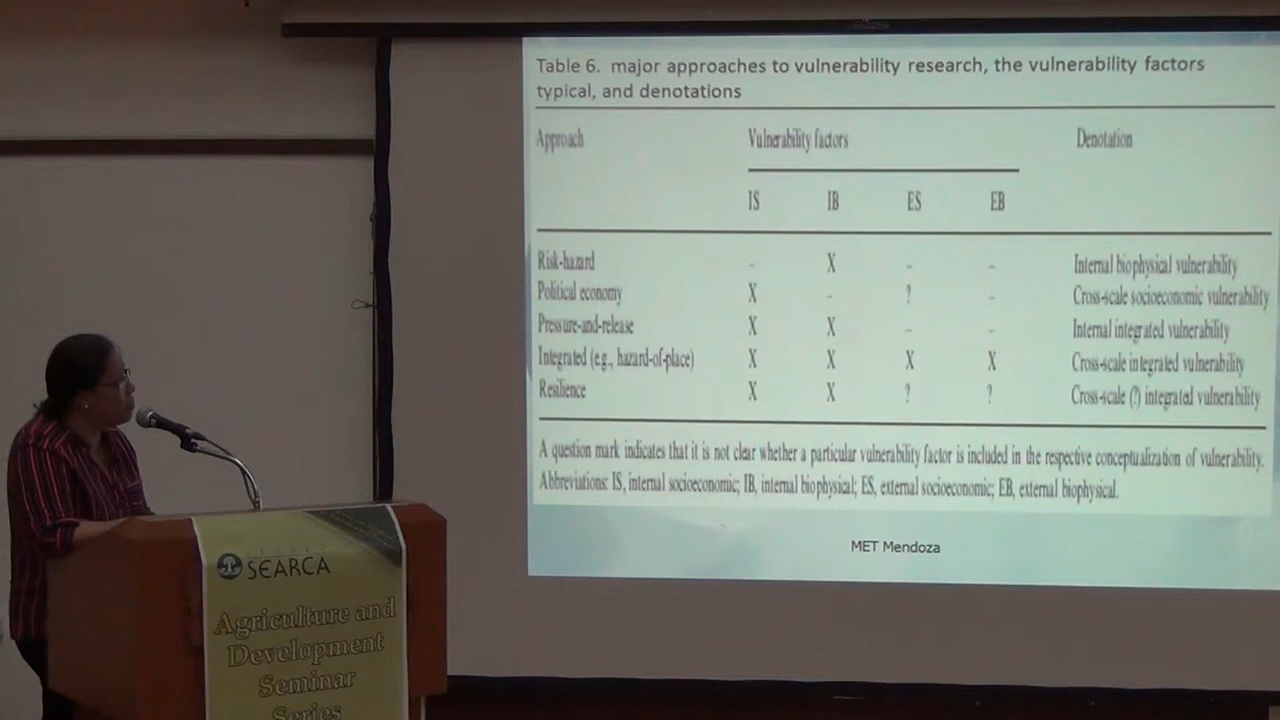 Table 6. major approaches to vulnerability research, the vulnerability factors
typical, and denotations
Approach Vulnerability factors Denotation
IS IB ES EB
Risk-hazard - X - - Internal biophysical vulnerability
Political economy X - ? - Cross-scale socioeconomic vulnerability
Pressure-and-release X X - - Internal integrated vulnerability
Integrated (e.g., hazard-of-place) X X X X Cross-scale integrated vulnerability
Resilience X X ? ? Cross-scale (?) integrated vulnerability
A question mark indicates that it is not clear whether a particular vulnerability factor is included in the respective conceptualization of vulnerability.
Abbreviations: IS, internal socioeconomic; IB, internal biophysical; ES, external socioeconomic; EB, external biophysical.
MET Mendoza
SEARCA
Agriculture and
Development
Seminar
Series